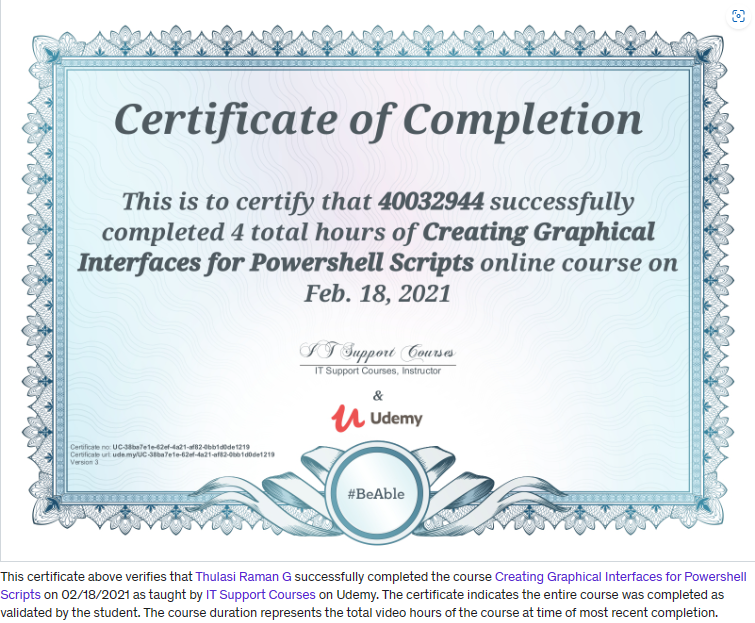 Certificate of Completion
This is to certify that 40032944 successfully
completed 4 total hours of Creating Graphical
Interfaces for Powershell Scripts online course on
Feb. 18, 2021
IT Support Courses
IT Support Courses, Instructor
&
Udemy
Certificate no: UC-38ba7e1e-62ef-4a21-af82-0bb1d0de1219
Certificate url: ude.my/UC-38ba7e1e-62ef-4a21-af82-0bb1d0de1219
Version 3
#BeAble
This certificate above verifies that Thulasi Raman G successfully completed the course Creating Graphical Interfaces for Powershell
Scripts on 02/18/2021 as taught by IT Support Courses on Udemy. The certificate indicates the entire course was completed as
validated by the student. The course duration represents the total video hours of the course at time of most recent completion.